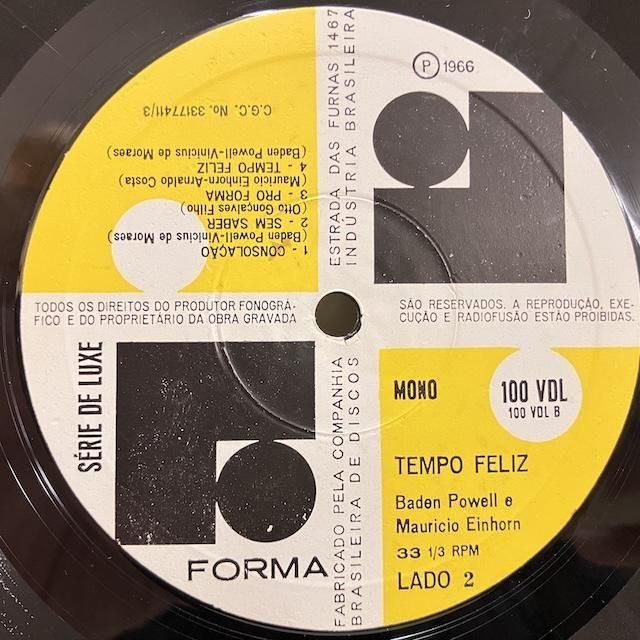 P 1966
ESTRADA DAS FURNAS 1467
INDÚSTRIA BRASILEIRA
C.G.C. No. 33177411/3
1 - CONSOLAÇÃO
(Baden Powell-Vinícius de Moraes)
2 - SEM SABER
(Otto Gonçalves Filho)
3 - PRO FORMA
(Mauricio Einhorn-Arnaldo Costa)
4 - TEMPO FELIZ
(Baden Powell-Vinícius de Moraes)
TODOS OS DIREITOS DO PRODUTOR FONOGRÁ-
FICO E DO PROPRIETÁRIO DA OBRA GRAVADA
SÃO RESERVADOS. A REPRODUÇÃO, EXE-
CUÇÃO E RADIOFUSÃO ESTÃO PROIBIDAS.
SÉRIE DE LUXE
FORMA
FABRICADO PELA COMPANHIA
BRASILEIRA DE DISCOS
MONO
100 VDL
100 VDL B
TEMPO FELIZ
Baden Powell e
Mauricio Einhorn
33 1/3 RPM
LADO 2